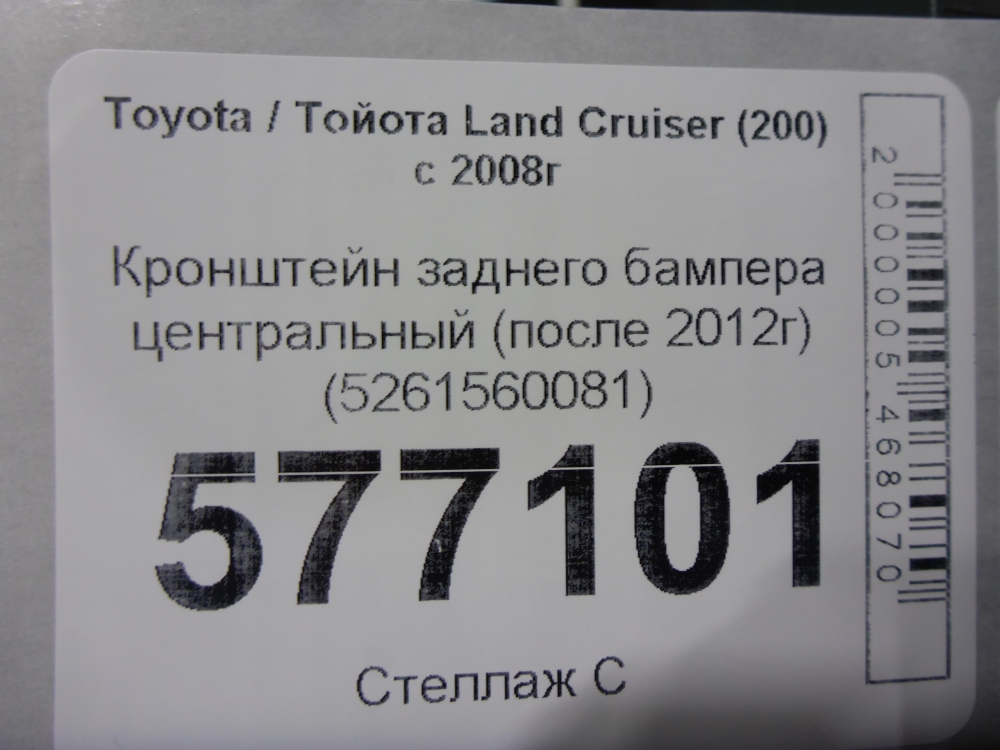 Toyota / Тойота Land Cruiser (200)
с 2008г
Кронштейн заднего бампера
центральный (после 2012г)
(5261560081)
577101
Стеллаж С
2000005468070